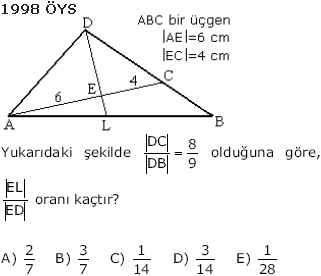 1998 ÖYS
D
ABC bir üçgen
|AE|=6 cm
|EC|=4 cm
6
E
4
C
A
L
B
Yukarıdaki şekilde |DC|/|DB| = 8/9 olduğuna göre,
|EL|/|ED| oranı kaçtır?
A) 2/7 B) 3/7 C) 1/14 D) 3/14 E) 1/28